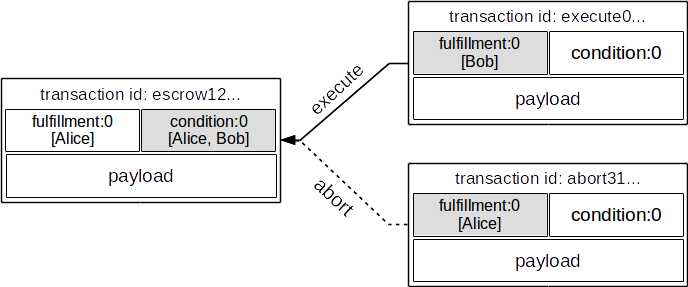 transaction id: escrow12...
fulfillment:0
[Alice]
condition:0
[Alice, Bob]
payload
execute
abort
transaction id: execute0...
fulfillment:0
[Bob]
condition:0
payload
transaction id: abort31...
fulfillment:0
[Alice]
condition:0
payload